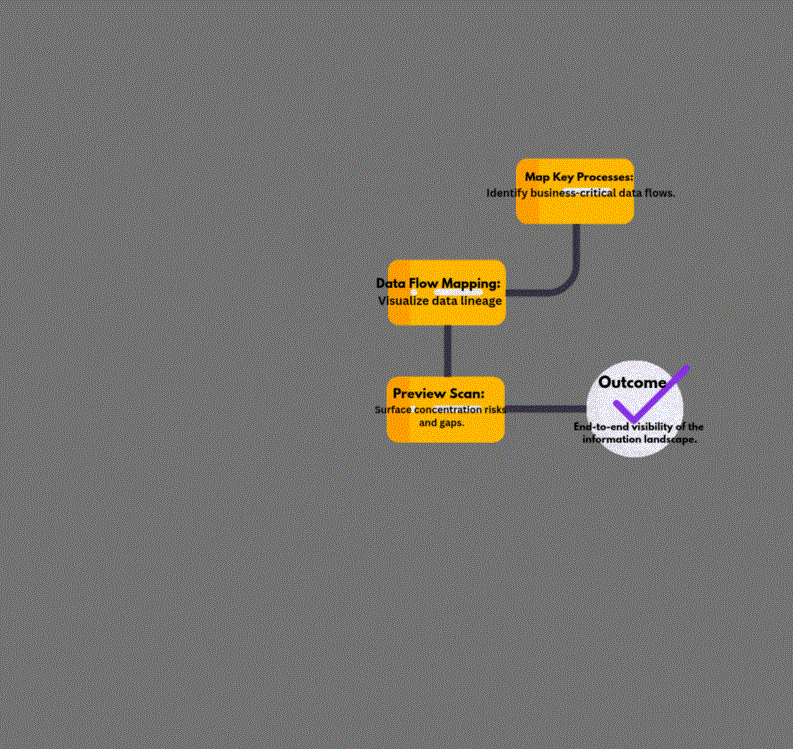 Map Key Processes:
Identify business-critical data flows.
Data Flow Mapping:
Visualize data lineage
Preview Scan:
Surface concentration risks
and gaps.
Outcome
End-to-end visibility of the
information landscape.